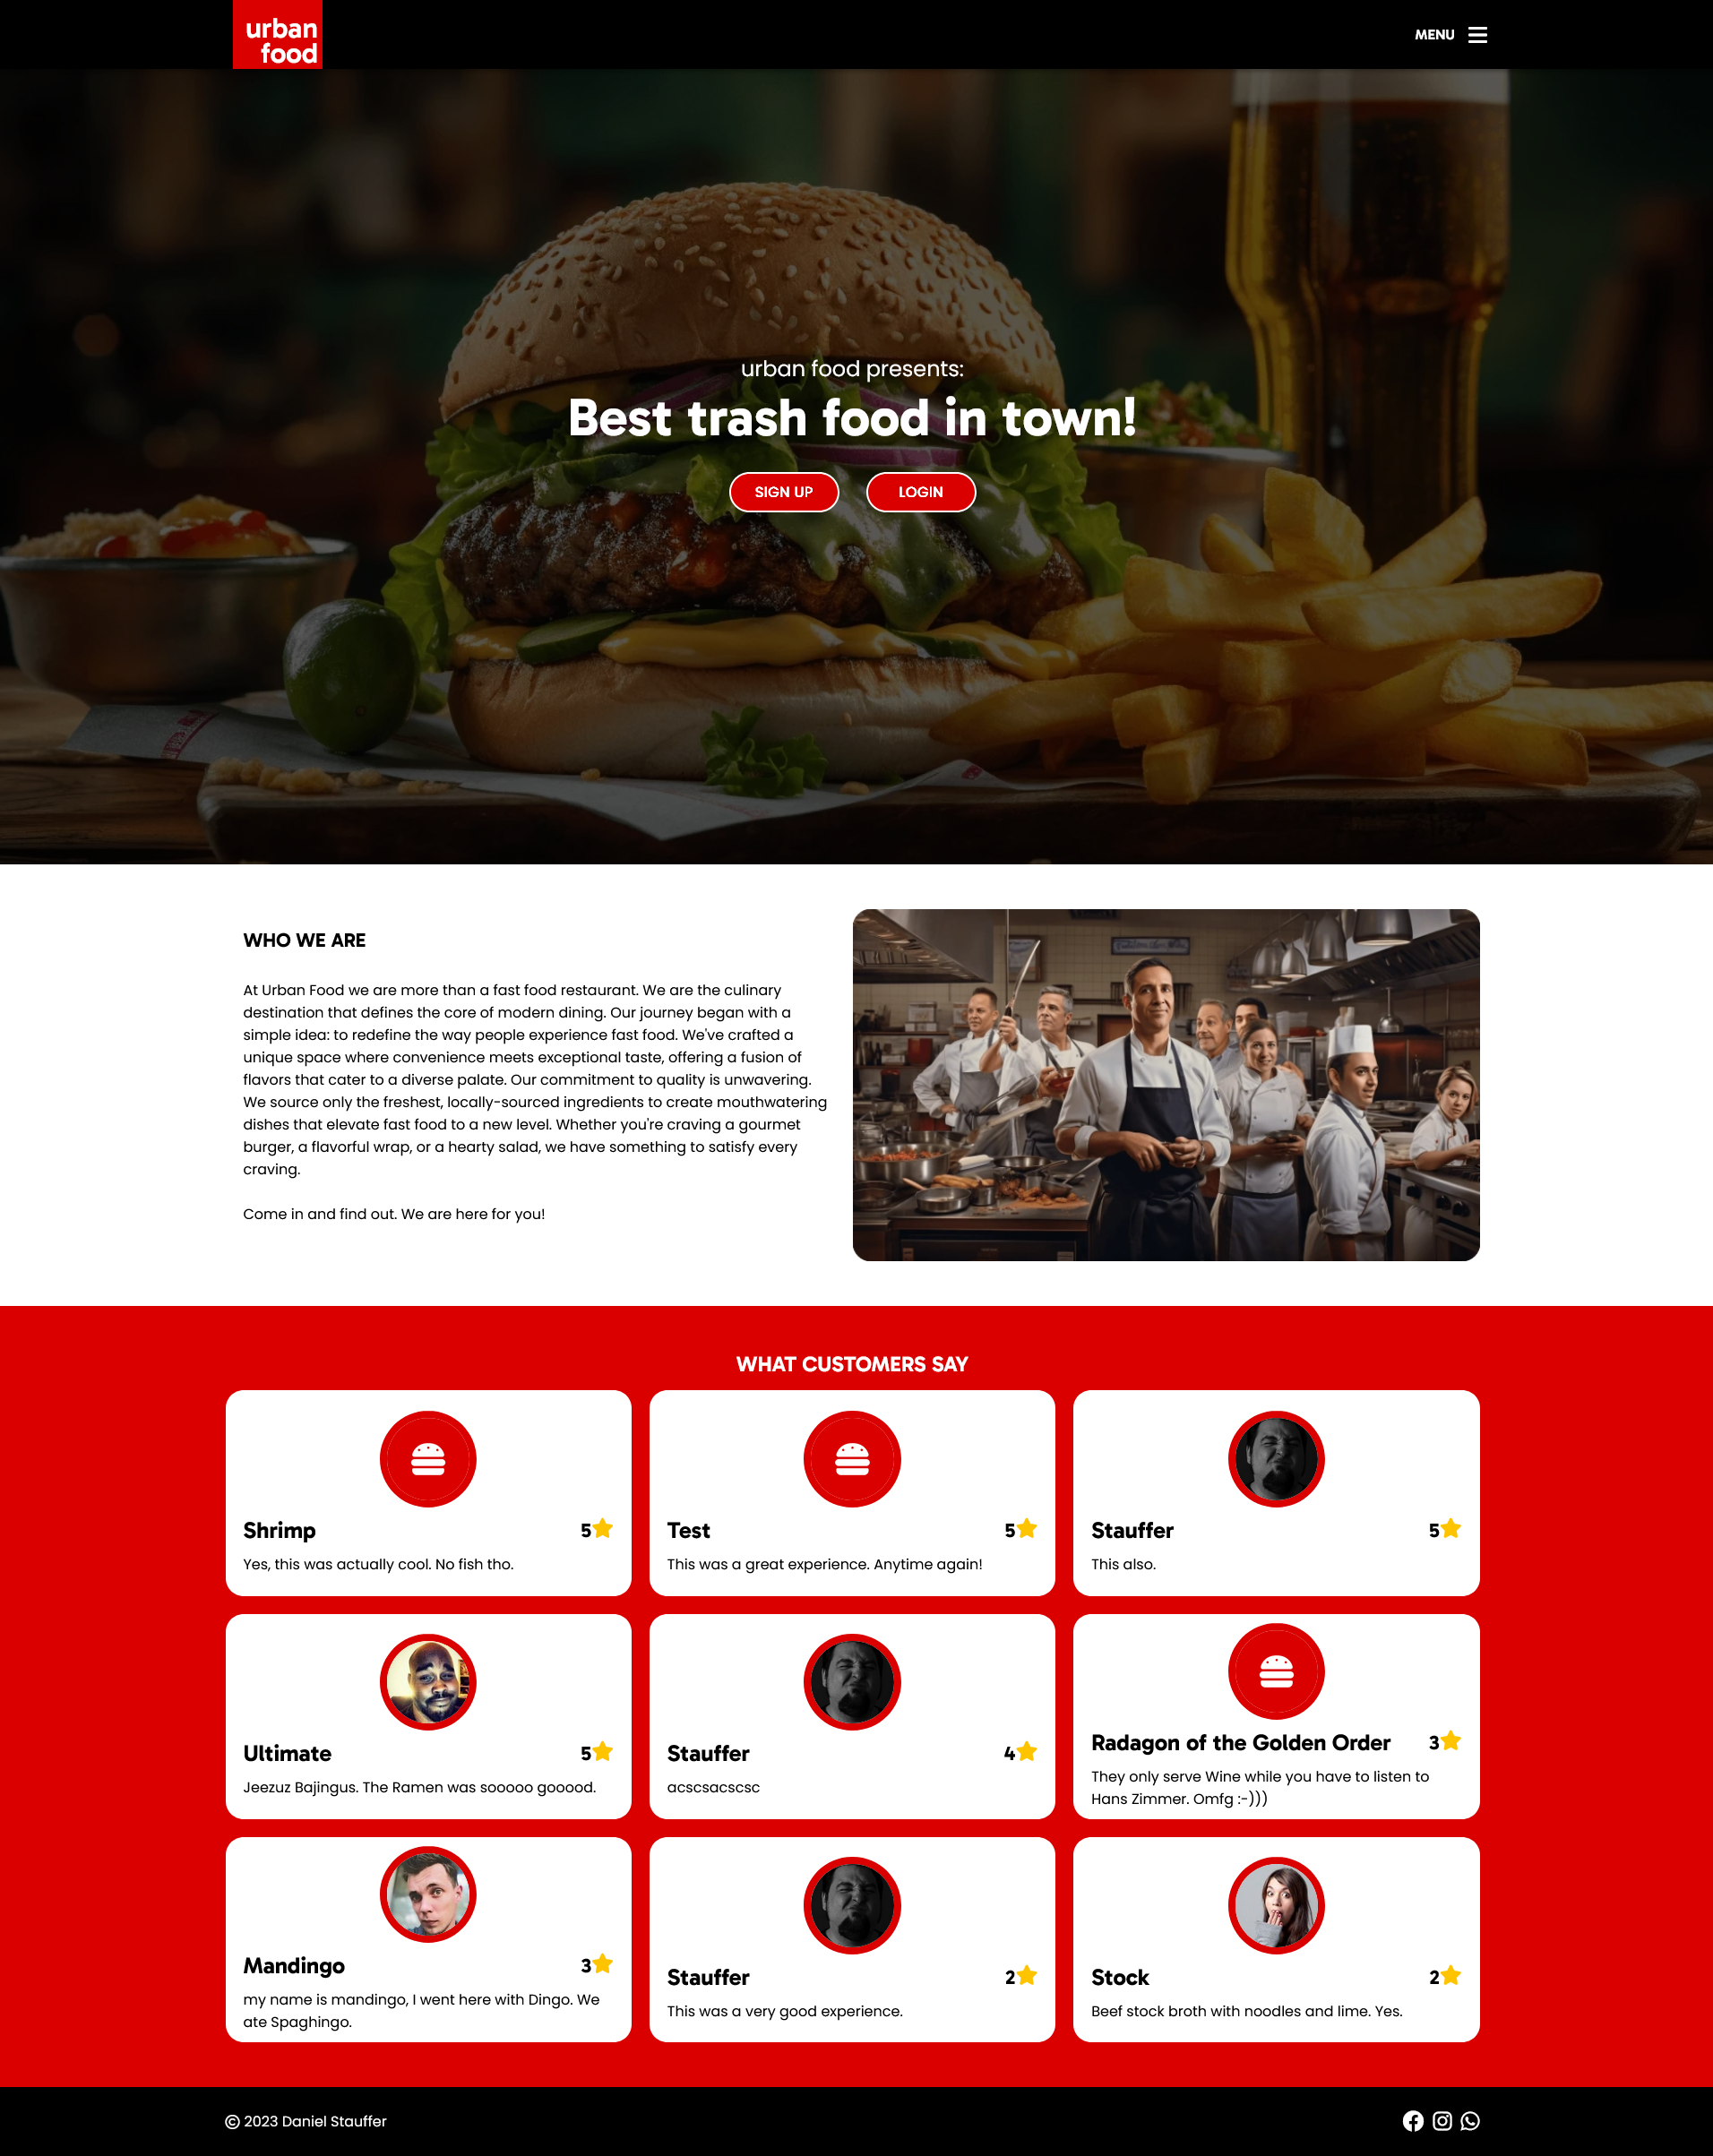 urban
food
MENU
urban food presents:
Best trash food in town!
SIGN UP
LOGIN
WHO WE ARE
At Urban Food we are more than a fast food restaurant. We are the culinary
destination that defines the core of modern dining. Our journey began with a
simple idea: to redefine the way people experience fast food. We've crafted a
unique space where convenience meets exceptional taste, offering a fusion of
flavors that cater to a diverse palate. Our commitment to quality is unwavering.
We source only the freshest, locally-sourced ingredients to create mouthwatering
dishes that elevate fast food to a new level. Whether you're craving a gourmet
burger, a flavorful wrap, or a hearty salad, we have something to satisfy every
craving.
Come in and find out. We are here for you!
WHAT CUSTOMERS SAY
Shrimp
5
Yes, this was actually cool. No fish tho.
Test
5
This was a great experience. Anytime again!
Stauffer
5
This also.
Ultimate
5
Jeezuz Bajingus. The Ramen was sooooo gooood.
Stauffer
4
acscsacscsc
Radagon of the Golden Order
3
They only serve Wine while you have to listen to
Hans Zimmer. Omfg :-)))
Mandingo
3
my name is mandingo, I went here with Dingo. We
ate Spaghingo.
Stauffer
2
This was a very good experience.
Stock
2
Beef stock broth with noodles and lime. Yes.
© 2023 Daniel Stauffer